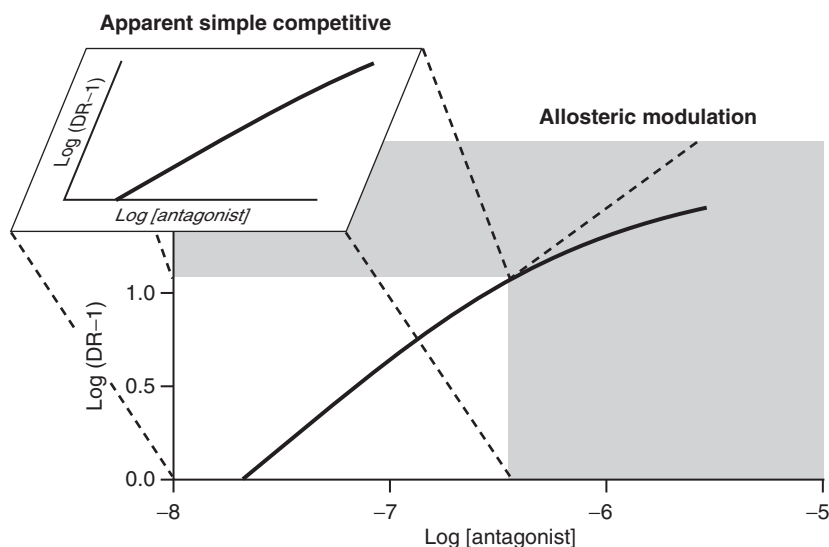 Apparent simple competitive
Log (DR−1)
Log [antagonist]
Allosteric modulation
Log (DR−1)
1.0
0.5
0.0
−8
−7
−6
−5
Log [antagonist]